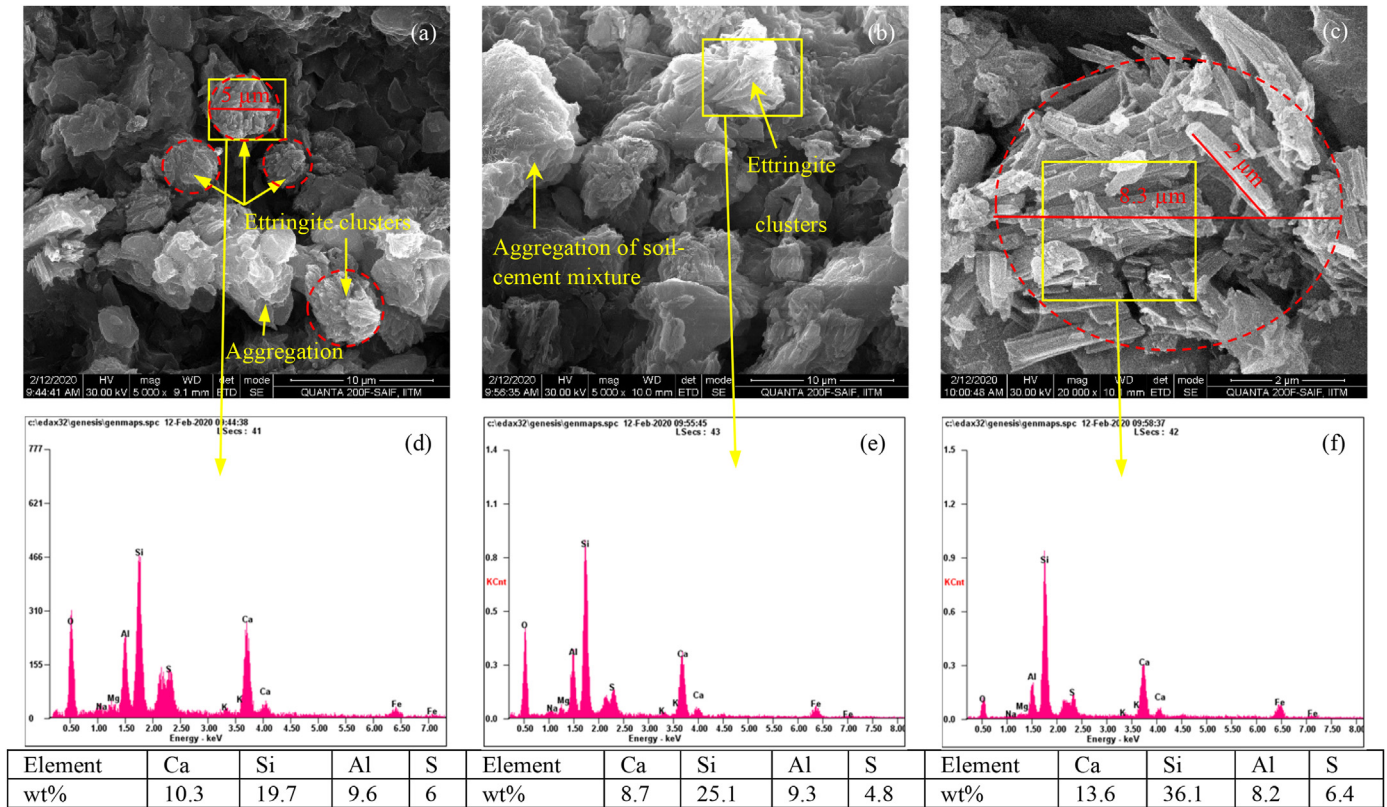 (a)
5 μm
Ettringite clusters
Aggregation
2/12/2020 HV mag WD det mode 10 μm
9:44:41 AM 30.00 kV 5 000 x 9.1 mm ETD SE QUANTA 200F-SAIF, IITM
(b)
Ettringite
clusters
Aggregation of soil-
cement mixture
2/12/2020 HV mag WD det mode 10 μm
9:56:35 AM 30.00 kV 5 000 x 10.0 mm ETD SE QUANTA 200F-SAIF, IITM
(c)
2 μm
8.3 μm
2/12/2020 HV mag WD det mode 2 μm
10:00:48 AM 30.00 kV 20 000 x ETD SE QUANTA 200F-SAIF, IITM
c:\edax32\genesis\genmaps.spc 12-Feb-2020 09:44:38
LSecs : 41
(d)
777
621
466
310
155
0
O
Na
Mg
Al
Si
S
K
K
Ca
Ca
Fe
Fe
0.50 1.00 1.50 2.00 2.50 3.00 3.50 4.00 4.50 5.00 5.50 6.00 6.50 7.00
Energy - keV
c:\edax32\genesis\genmaps.spc 12-Feb-2020 09:55:45
LSecs : 43
(e)
1.4
1.1
0.8
KCnt
0.5
0.3
0.0
O
Na
Mg
Al
Si
S
K
K
Ca
Ca
Fe
Fe
0.50 1.00 1.50 2.00 2.50 3.00 3.50 4.00 4.50 5.00 5.50 6.00 6.50 7.00 7.50 8.00
Energy - keV
c:\edax32\genesis\genmaps.spc 12-Feb-2020 09:58:37
LSecs : 42
(f)
1.5
1.2
0.9
KCnt
0.6
0.3
0.0
O
Na
Mg
Al
Si
S
K
K
Ca
Ca
Fe
Fe
0.50 1.00 1.50 2.00 2.50 3.00 3.50 4.00 4.50 5.00 5.50 6.00 6.50 7.00 7.50 8.00
Energy - keV
Element Ca Si Al S Element Ca Si Al S Element Ca Si Al S
wt% 10.3 19.7 9.6 6 wt% 8.7 25.1 9.3 4.8 wt% 13.6 36.1 8.2 6.4